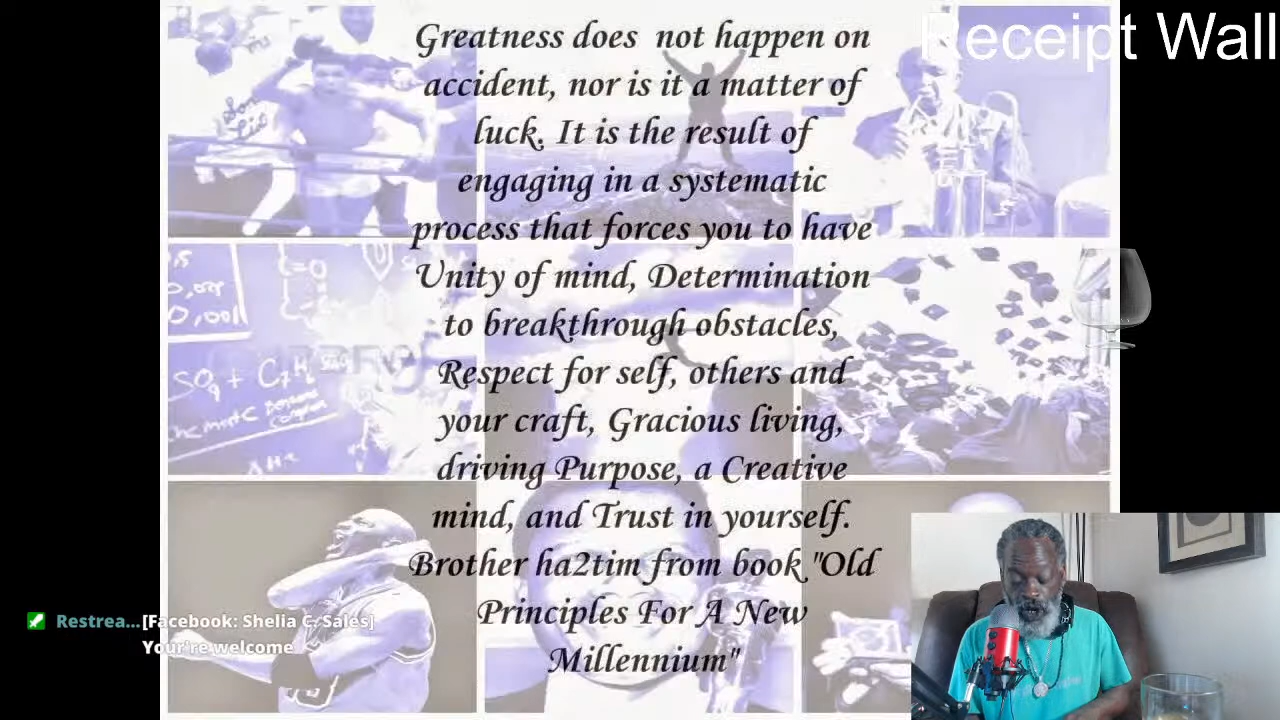 Receipt Wall
Greatness does not happen on
accident, nor is it a matter of
luck. It is the result of
engaging in a systematic
process that forces you to have
Unity of mind, Determination
to breakthrough obstacles,
Respect for self, others and
your craft, Gracious living,
driving Purpose, a Creative
mind, and Trust in yourself.
Brother ha2tim from book "Old
Principles For A New
Millennium"
Restrea... [Facebook: Shelia C. Sales]
You're welcome